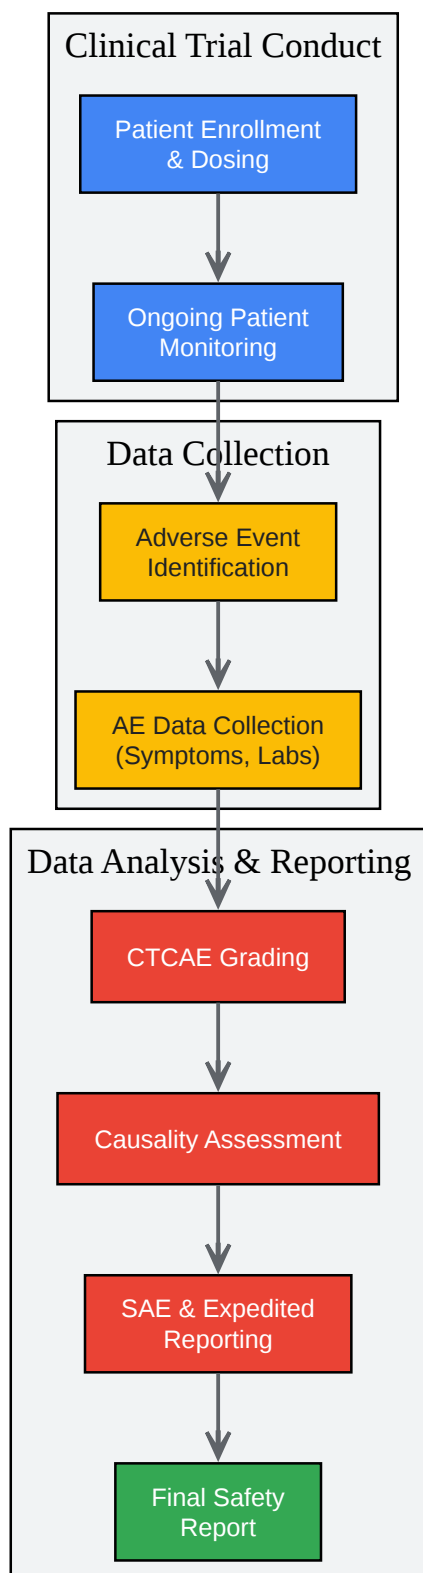 Clinical Trial Conduct
Patient Enrollment
& Dosing
Ongoing Patient
Monitoring
Data Collection
Adverse Event
Identification
AE Data Collection
(Symptoms, Labs)
Data Analysis & Reporting
CTCAE Grading
Causality Assessment
SAE & Expedited
Reporting
Final Safety
Report